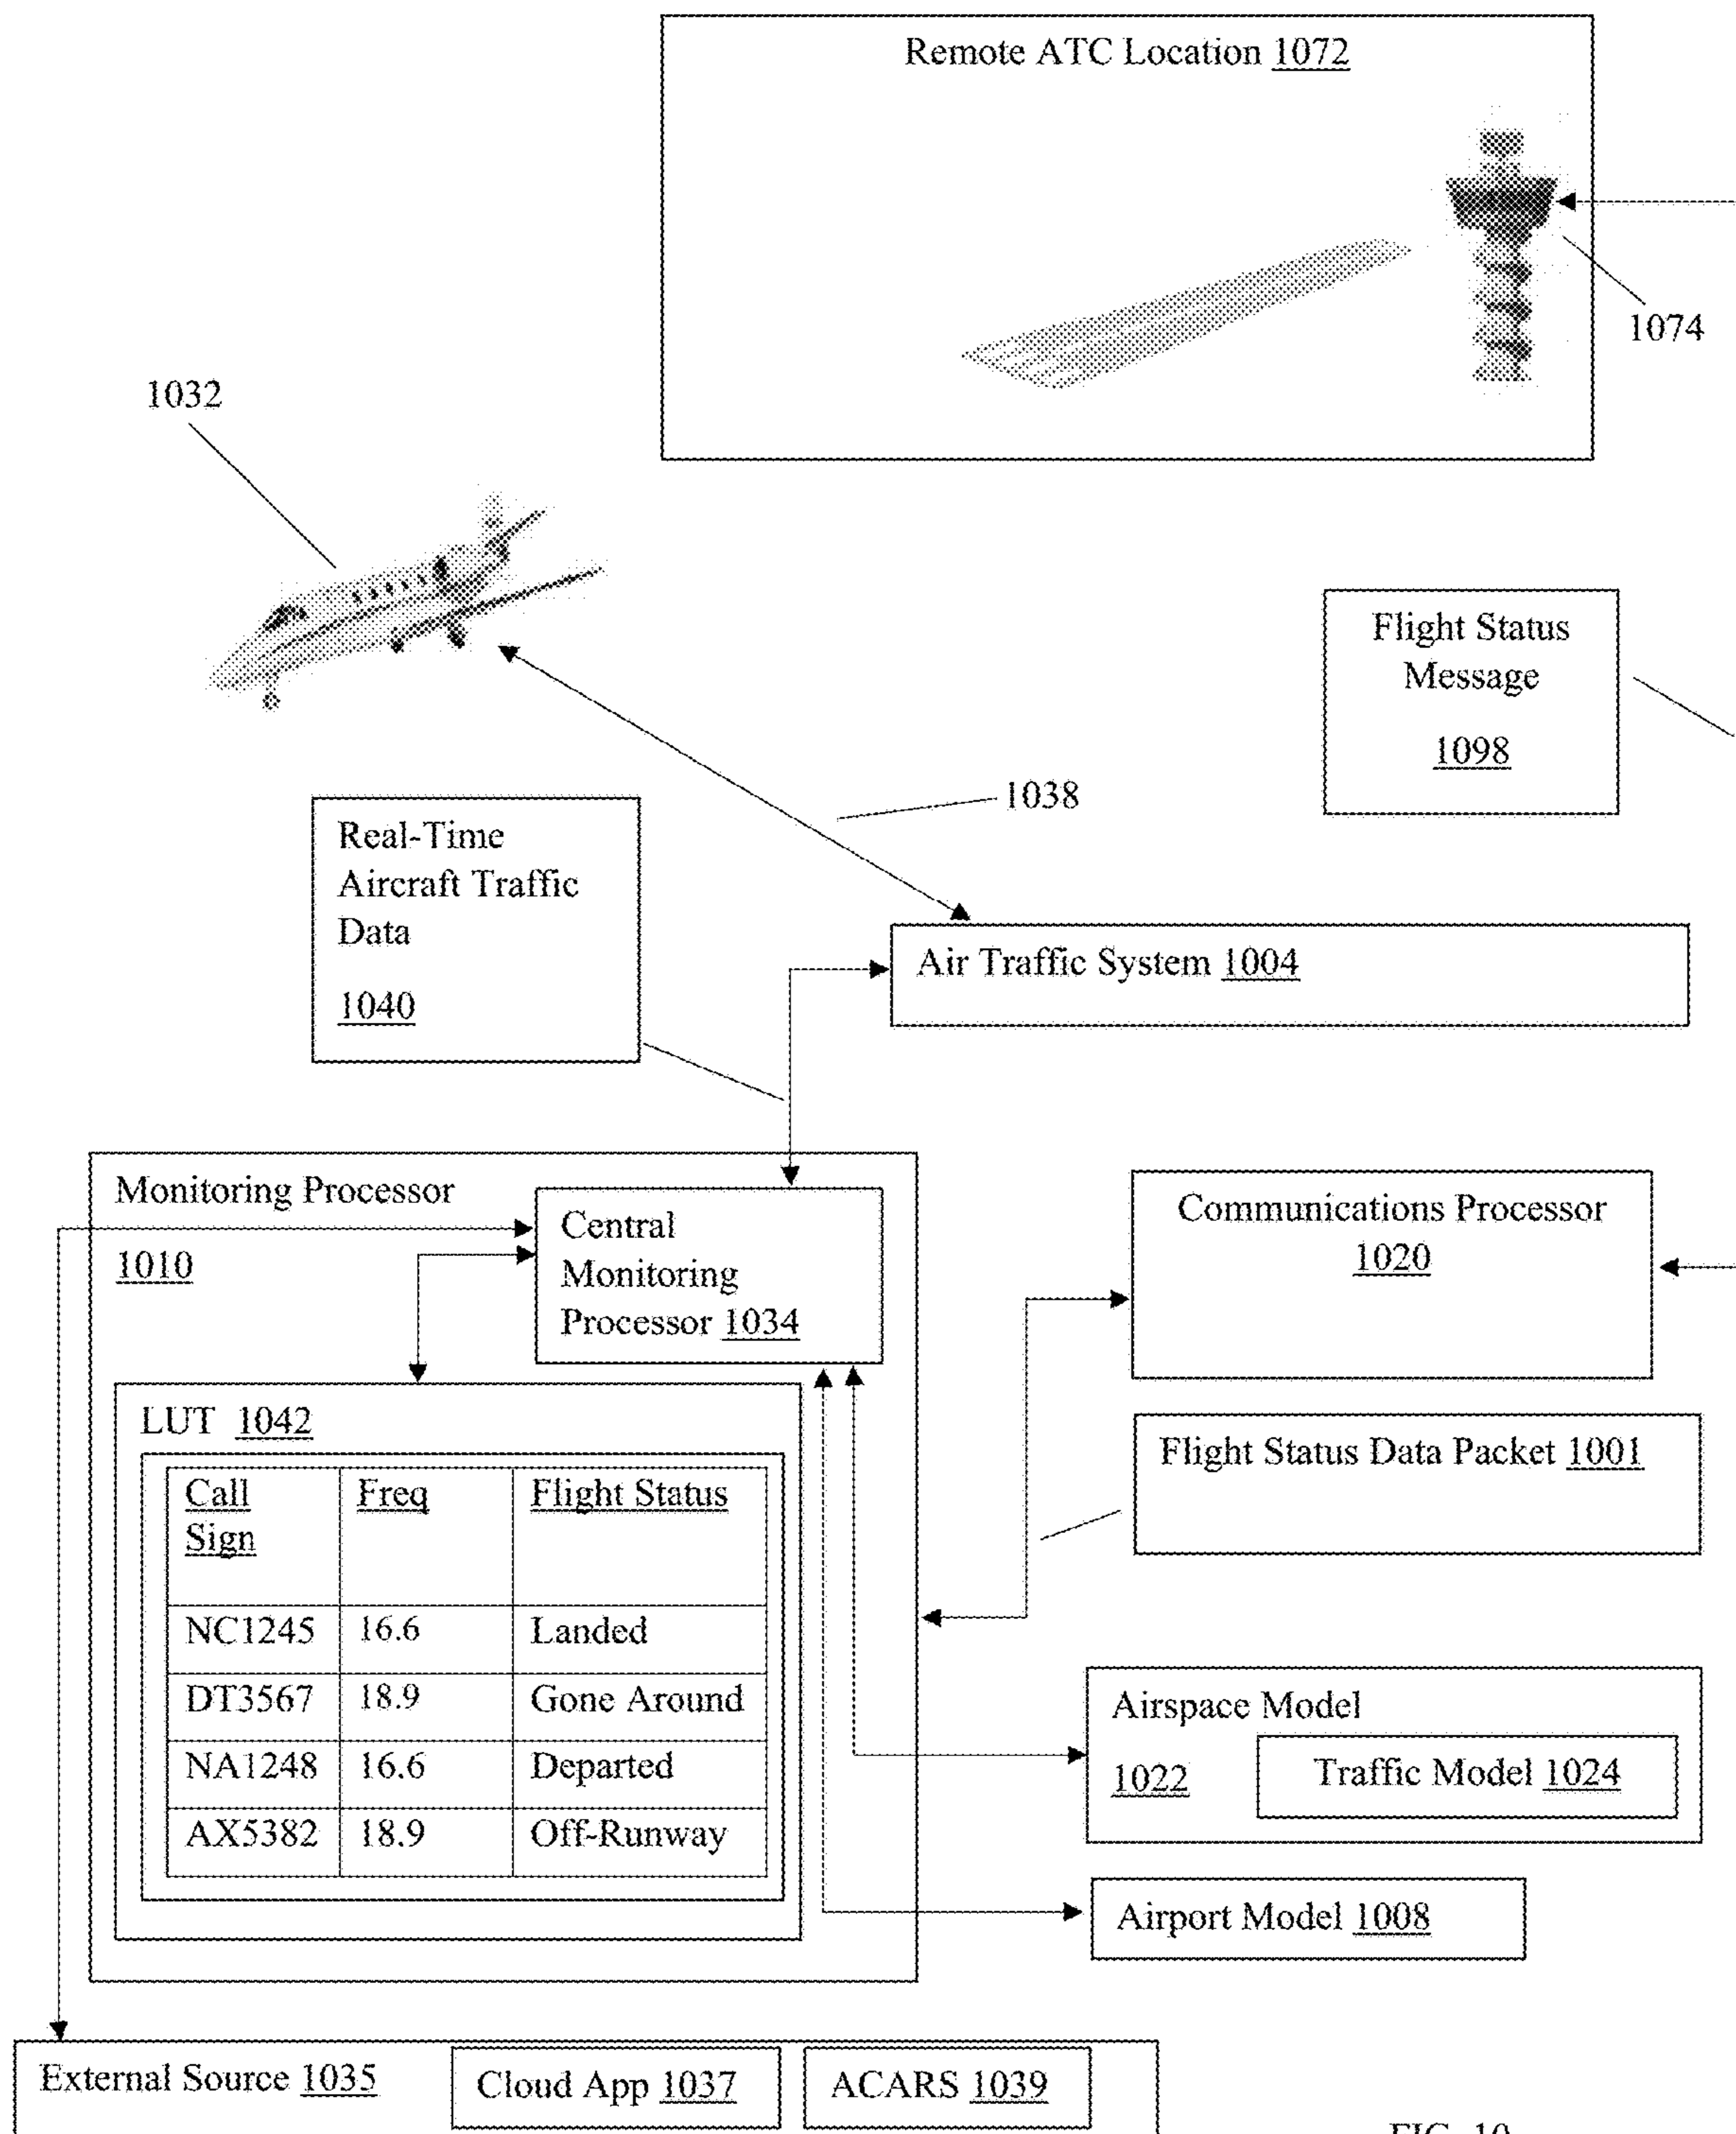 Remote ATC Location 1072
1074
1032
Flight Status
Message
1098
1038
Real-Time
Aircraft Traffic
Data
1040
Air Traffic System 1004
Monitoring Processor
1010
Central
Monitoring
Processor 1034
Communications Processor
1020
LUT 1042
Flight Status Data Packet 1001
Call Sign Freq Flight Status
NC1245 16.6 Landed
DT3567 18.9 Gone Around
NA1248 16.6 Departed
AX5382 18.9 Off-Runway
Airspace Model
1022
Traffic Model 1024
Airport Model 1008
External Source 1035
Cloud App 1037
ACARS 1039
FIG. 10